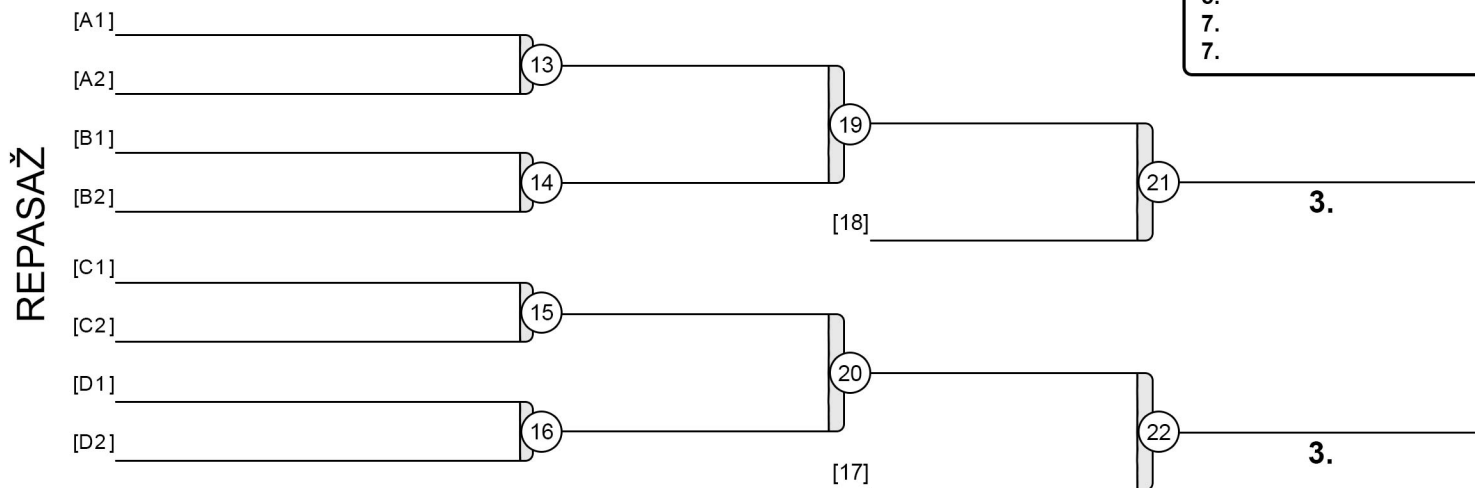 7.
7.
REPASAŽ
[A1]
[A2]
13
[B1]
[B2]
14
19
[18]
21
3.
[C1]
[C2]
15
[D1]
[D2]
16
20
[17]
22
3.